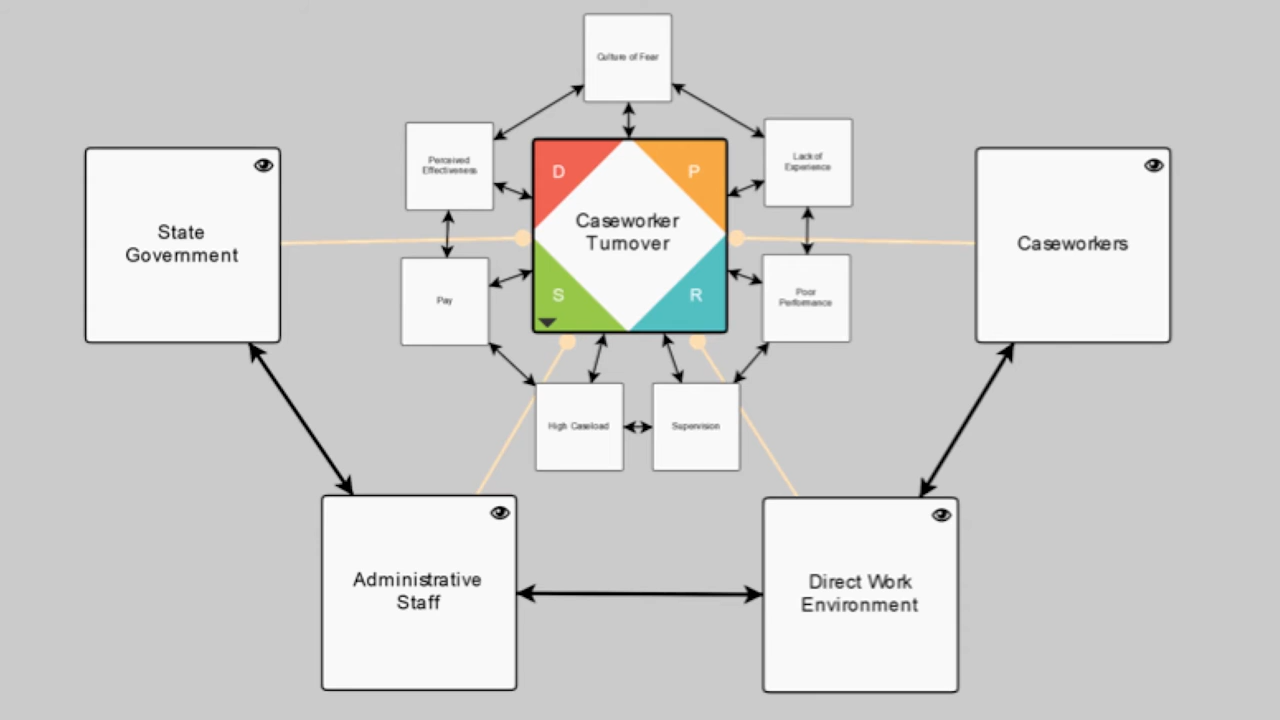 Culture of Fear
Perceived
Effectiveness
Lack of
Experience
D
P
Caseworker
Turnover
State
Government
Caseworkers
S
R
Pay
Poor
Performance
High Caseload
Supervision
Administrative
Staff
Direct Work
Environment